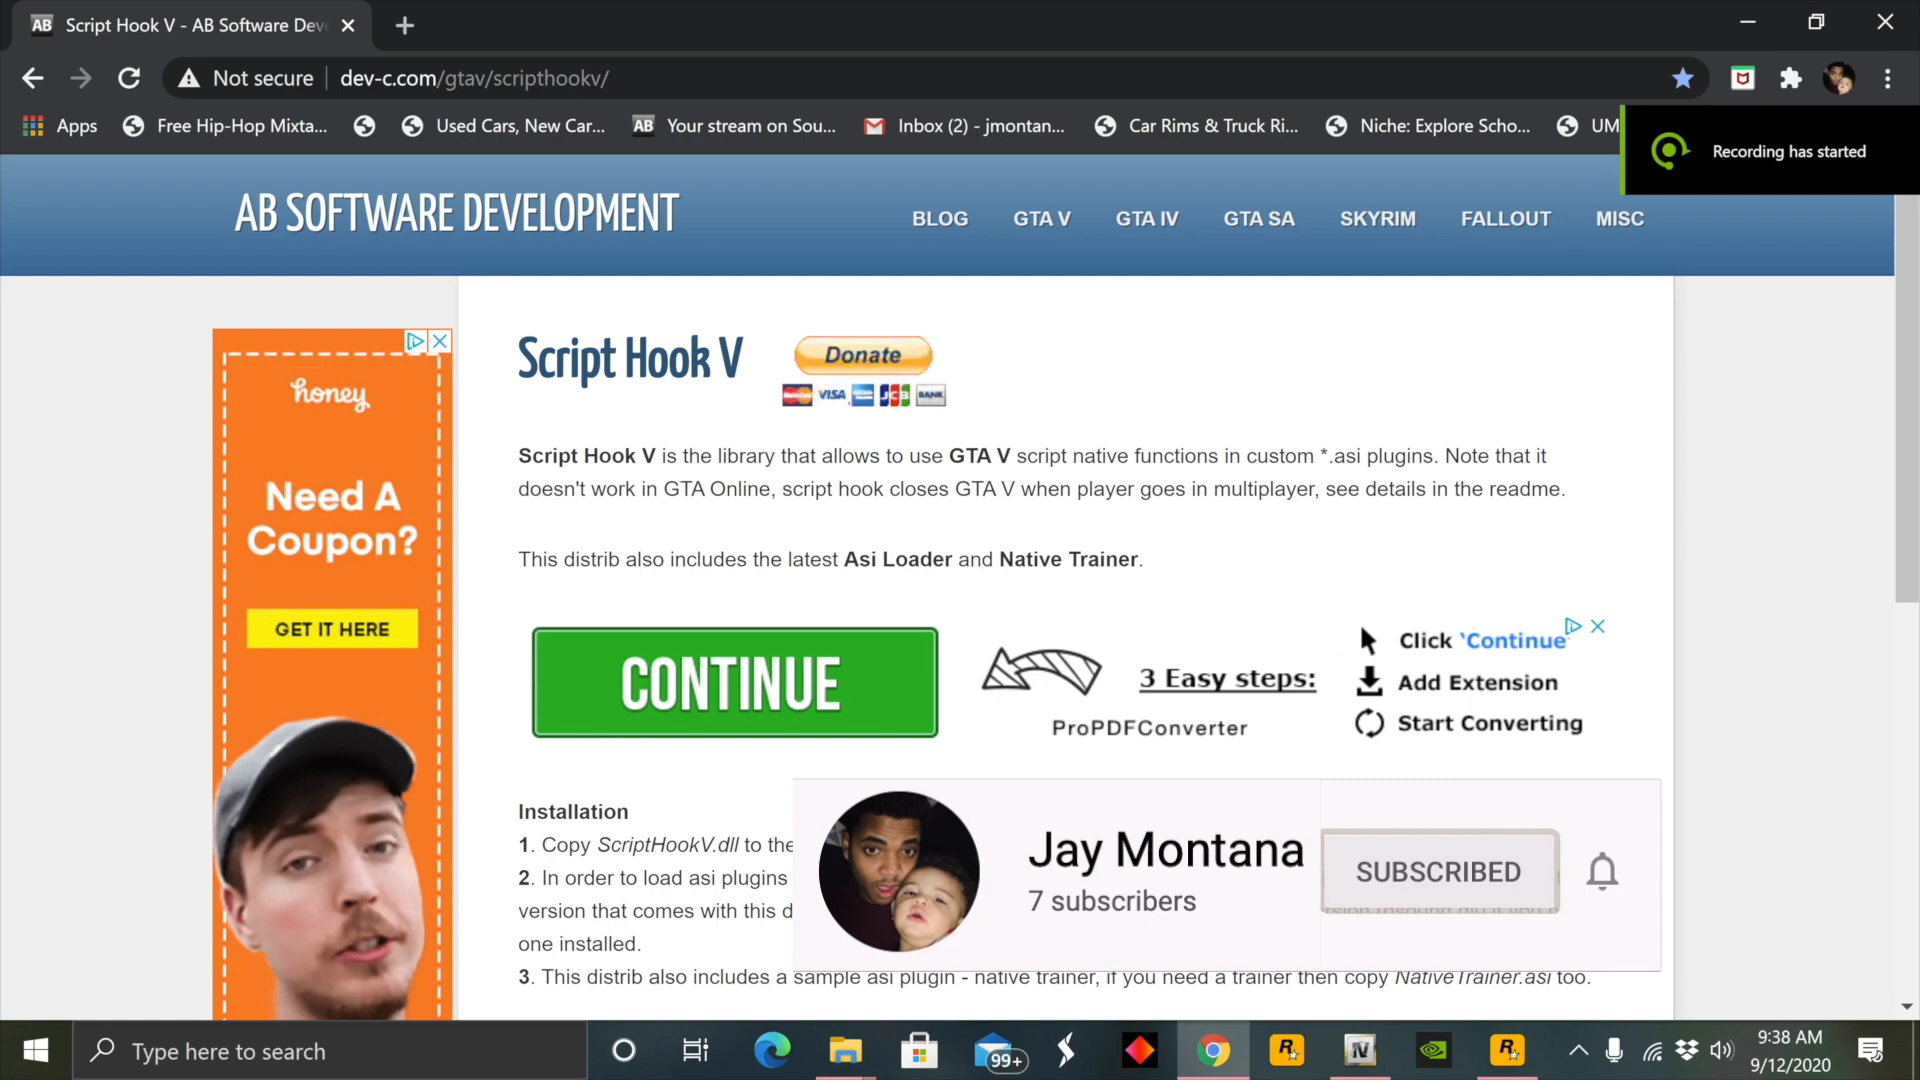 AB Script Hook V - AB Software Dev
Not secure dev-c.com/gtav/scripthookv/
Apps Free Hip-Hop Mixta... Used Cars, New Car... AB Your stream on Sou... Inbox (2) - jmontan... Car Rims & Truck Ri... Niche: Explore Scho... UM
Recording has started
AB SOFTWARE DEVELOPMENT
BLOG GTA V GTA IV GTA SA SKYRIM FALLOUT MISC
honey
Need A
Coupon?
GET IT HERE
Script Hook V
Donate
VISA JCB BANK
Script Hook V is the library that allows to use GTA V script native functions in custom *.asi plugins. Note that it
doesn't work in GTA Online, script hook closes GTA V when player goes in multiplayer, see details in the readme.
This distrib also includes the latest Asi Loader and Native Trainer.
CONTINUE
3 Easy steps:
ProPDFConverter
Click 'Continue'
Add Extension
Start Converting
Installation
1. Copy ScriptHookV.dll to the
2. In order to load asi plugins
version that comes with this d
one installed.
3. This distrib also includes a sample asi plugin - native trainer, if you need a trainer then copy NativeTrainer.asi too.
Jay Montana
7 subscribers
SUBSCRIBED
Type here to search
99+
9:38 AM
9/12/2020